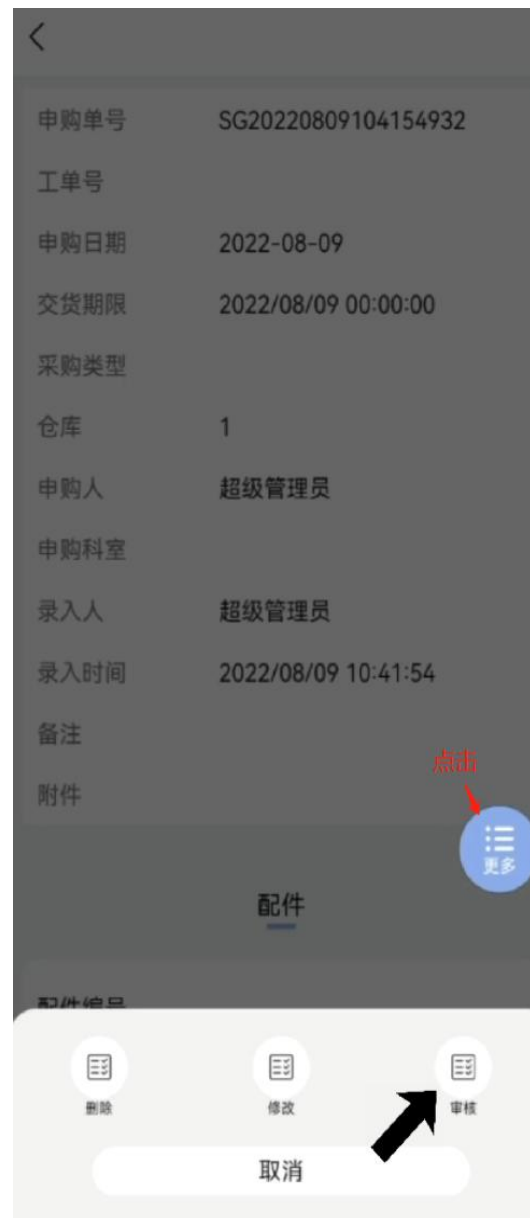 申购单号 SG20220809104154932
工单号
申购日期 2022-08-09
交货期限 2022/08/09 00:00:00
采购类型
仓库 1
申购人 超级管理员
申购科室
录入人 超级管理员
录入时间 2022/08/09 10:41:54
备注
点击
附件
更多
配件
配件编号
删除 修改 审核
取消